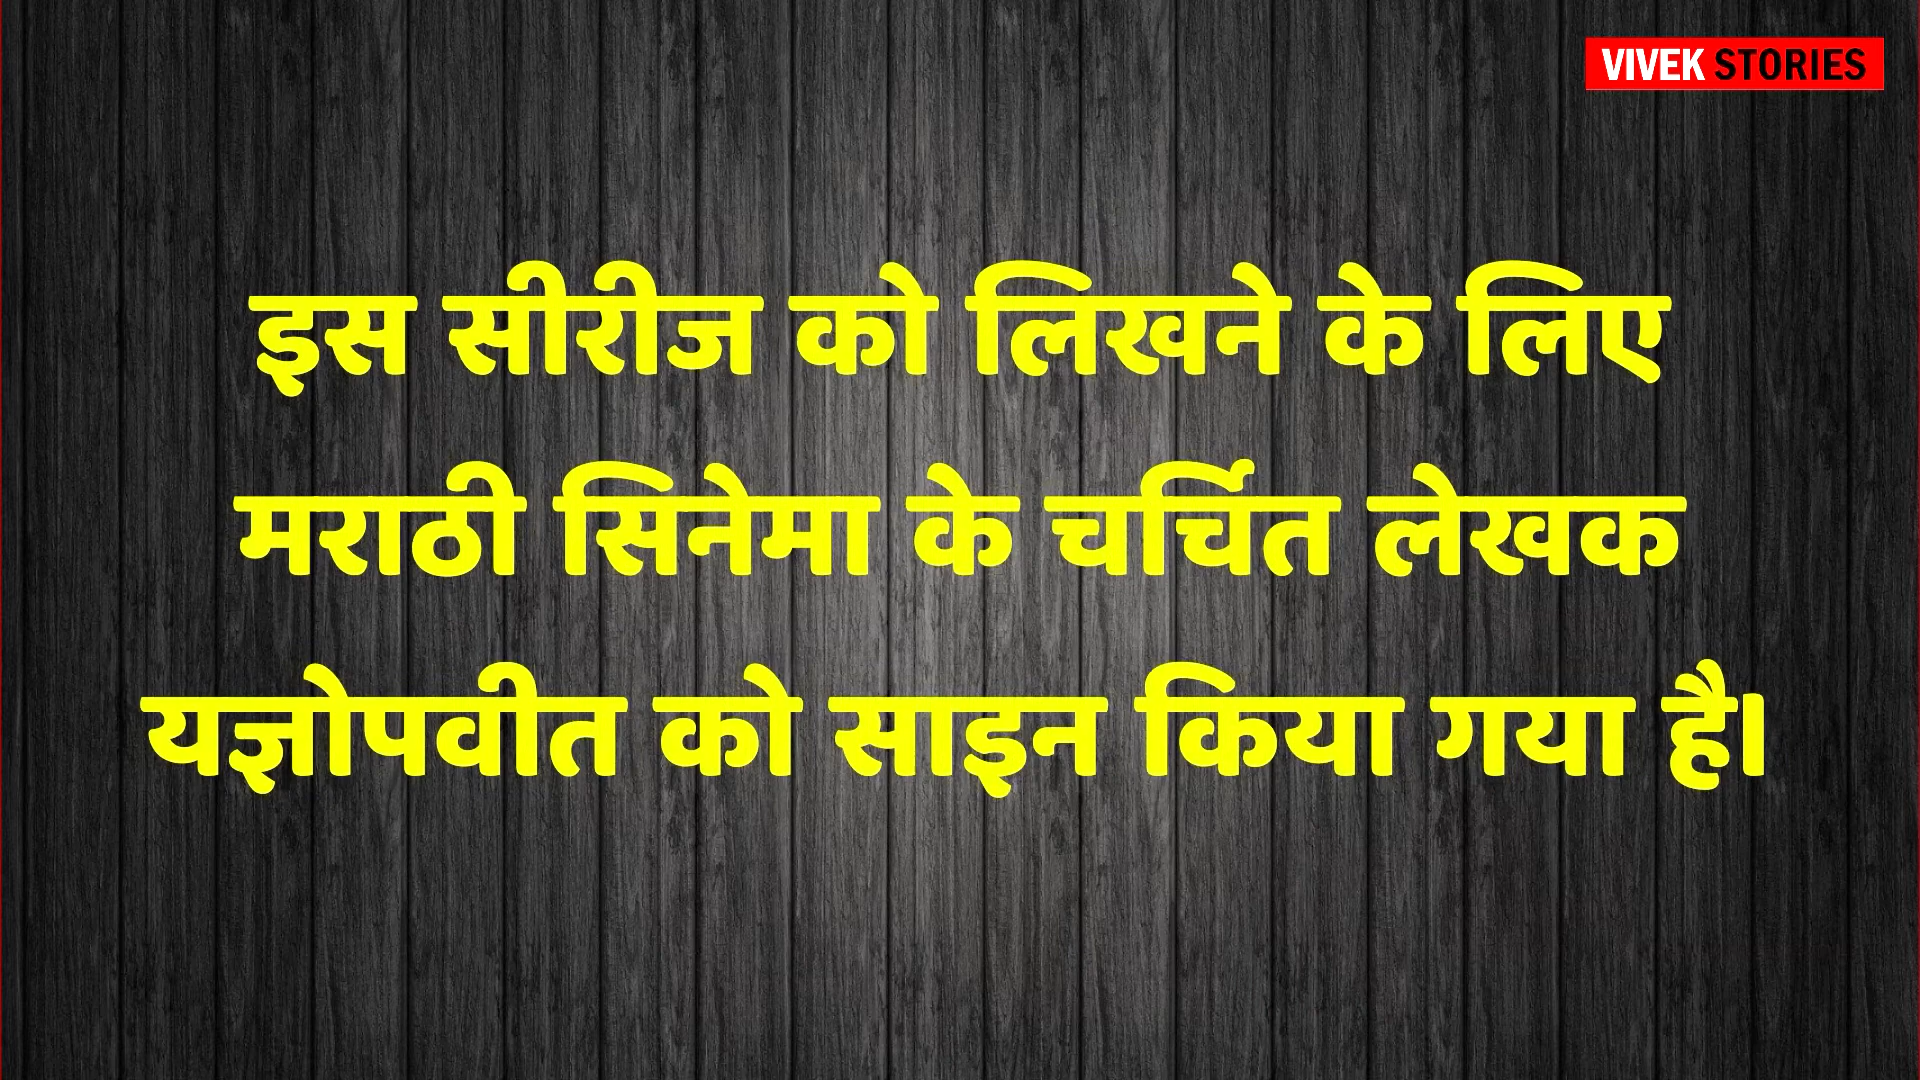 VIVEK STORIES
इस सीरीज को लिखने के लिए
मराठी सिनेमा के चर्चित लेखक
यज्ञोपवीत को साइन किया गया है।